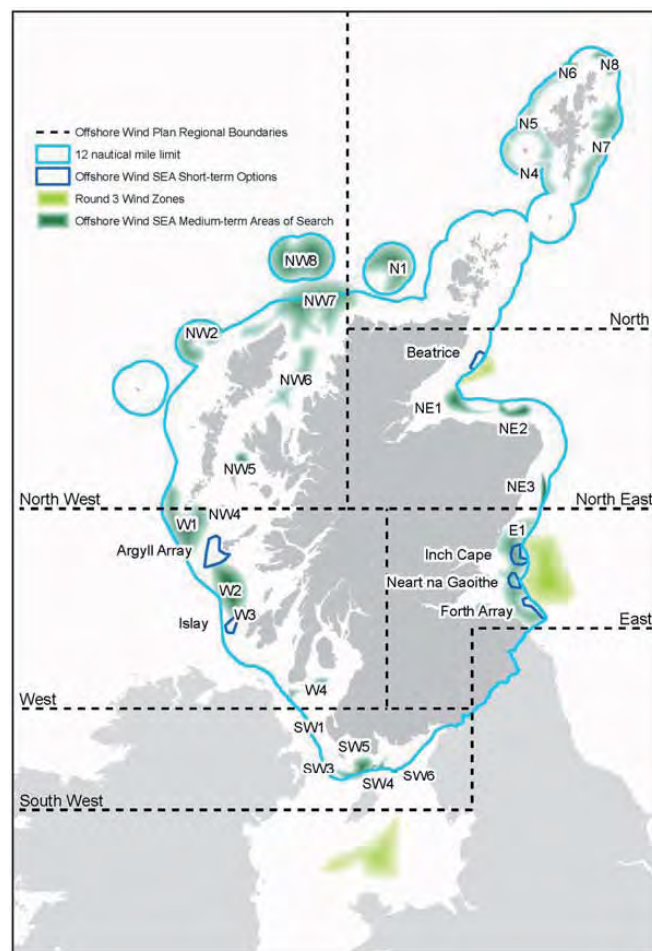 Offshore Wind Plan Regional Boundaries
12 nautical mile limit
Offshore Wind SEA Short-term Options
Round 3 Wind Zones
Offshore Wind SEA Medium-term Areas of Search
N8
N6
N5
N7
N4
NW8
N1
NW7
North
NW2
Beatrice
NW6
NE1
NE2
NW5
NE3
North West
NW4
North East
W1
E1
Argyll Array
Inch Cape
W2
Neart na Gaoithe
W3
Forth Array
Islay
East
W4
West
SW1
SW5
SW3
SW6
SW4
South West